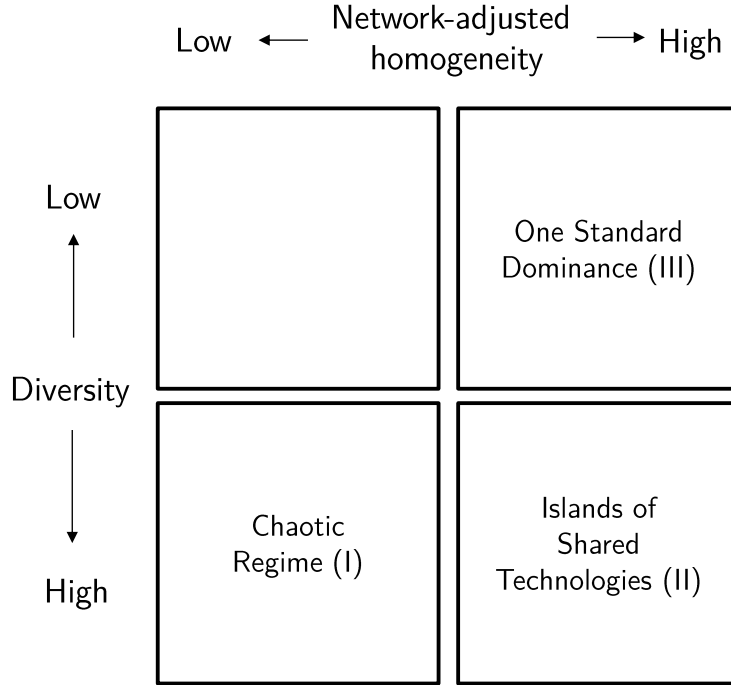 Network-adjusted
Low
homogeneity
High
Low
One Standard
Dominance (III)
Diversity
Chaotic
Regime (I)
Islands of
Shared
Technologies (II)
High